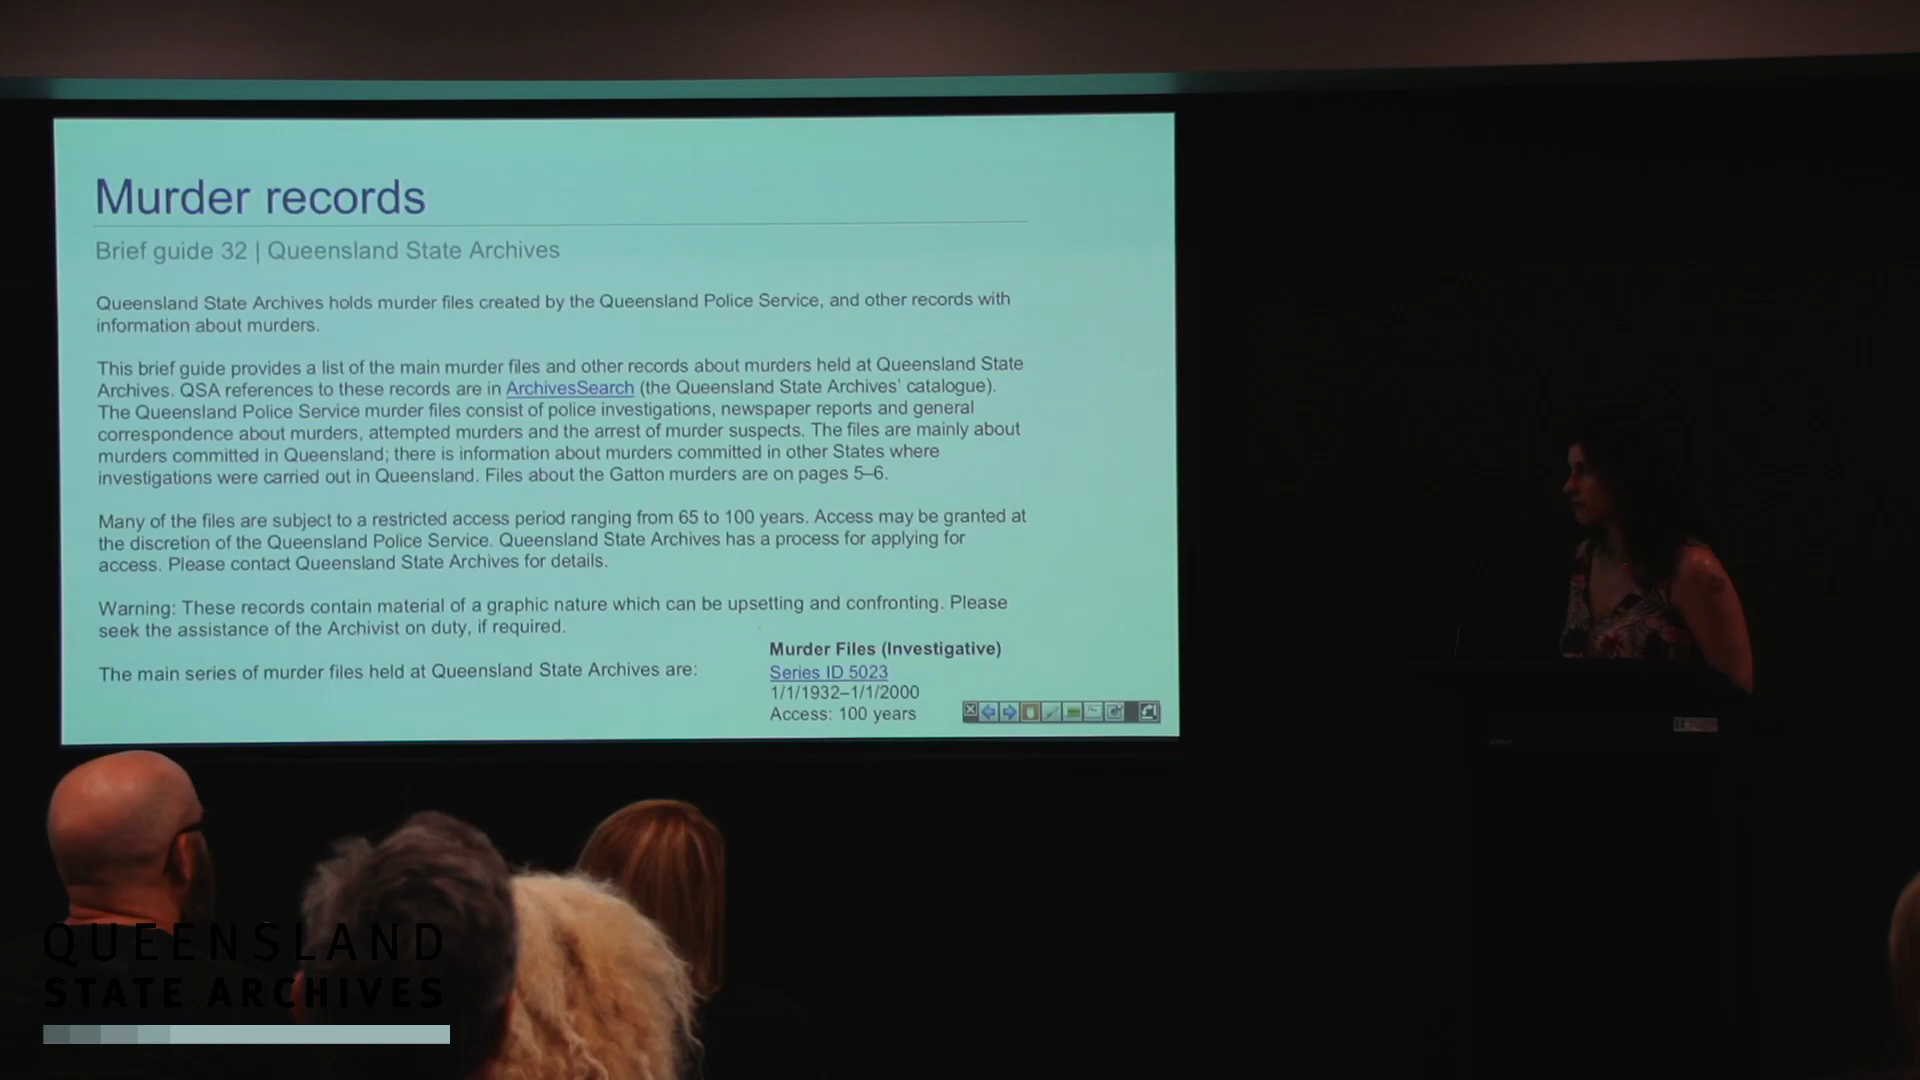 Murder records
Brief guide 32 | Queensland State Archives
Queensland State Archives holds murder files created by the Queensland Police Service, and other records with
information about murders.
This brief guide provides a list of the main murder files and other records about murders held at Queensland State
Archives. QSA references to these records are in ArchivesSearch (the Queensland State Archives' catalogue).
The Queensland Police Service murder files consist of police investigations, newspaper reports and general
correspondence about murders, attempted murders and the arrest of murder suspects. The files are mainly about
murders committed in Queensland; there is information about murders committed in other States where
investigations were carried out in Queensland. Files about the Gatton murders are on pages 5–6.
Many of the files are subject to a restricted access period ranging from 65 to 100 years. Access may be granted at
the discretion of the Queensland Police Service. Queensland State Archives has a process for applying for
access. Please contact Queensland State Archives for details.
Warning: These records contain material of a graphic nature which can be upsetting and confronting. Please
seek the assistance of the Archivist on duty, if required.
The main series of murder files held at Queensland State Archives are:
Murder Files (Investigative)
Series ID 5023
1/1/1932–1/1/2000
Access: 100 years
QUEENSLAND
STATE ARCHIVES